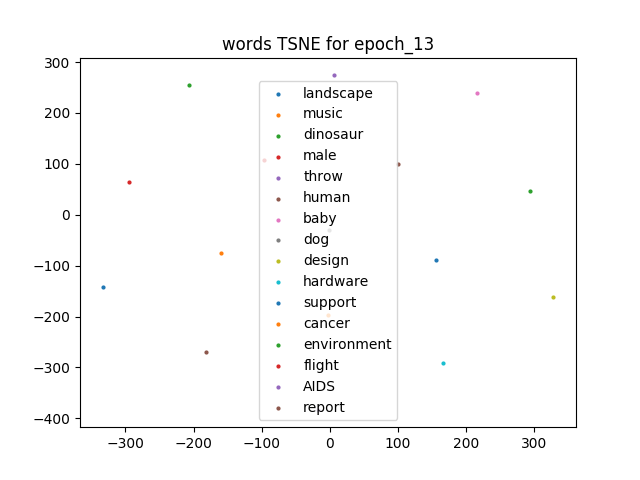 words TSNE for epoch_13
300
200
100
0
−100
−200
−300
−400
landscape
music
dinosaur
male
throw
human
baby
dog
design
hardware
support
cancer
environment
flight
AIDS
report
−300 −200 −100 0 100 200 300